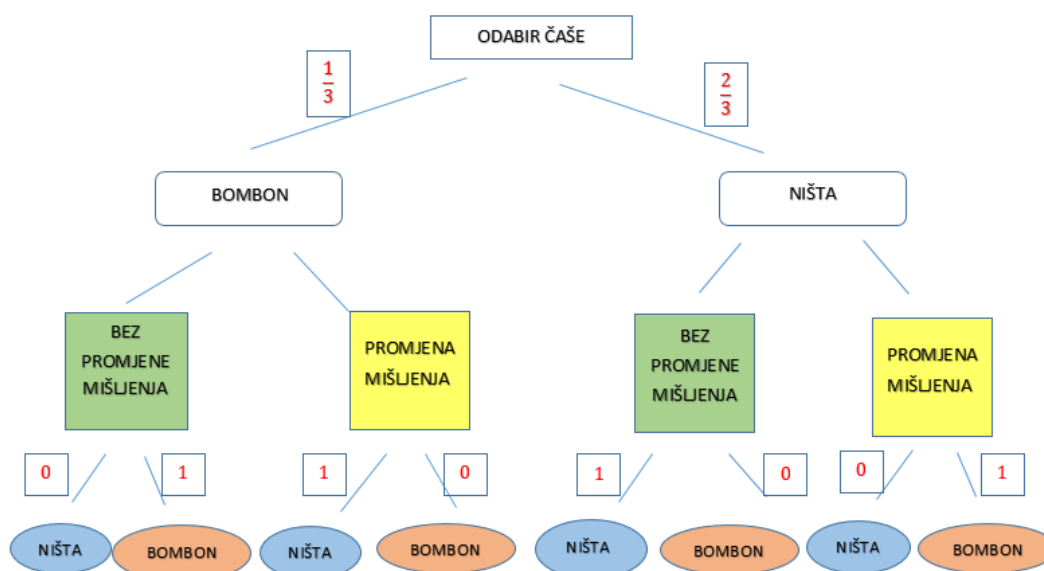 ODABIR ČAŠE
1
3
2
3
BOMBON
NIŠTA
BEZ
PROMJENE
MIŠLJENJA
PROMJENA
MIŠLJENJA
BEZ
PROMJENE
MIŠLJENJA
PROMJENA
MIŠLJENJA
0
1
1
0
1
0
0
1
NIŠTA
BOMBON
NIŠTA
BOMBON
NIŠTA
BOMBON
NIŠTA
BOMBON